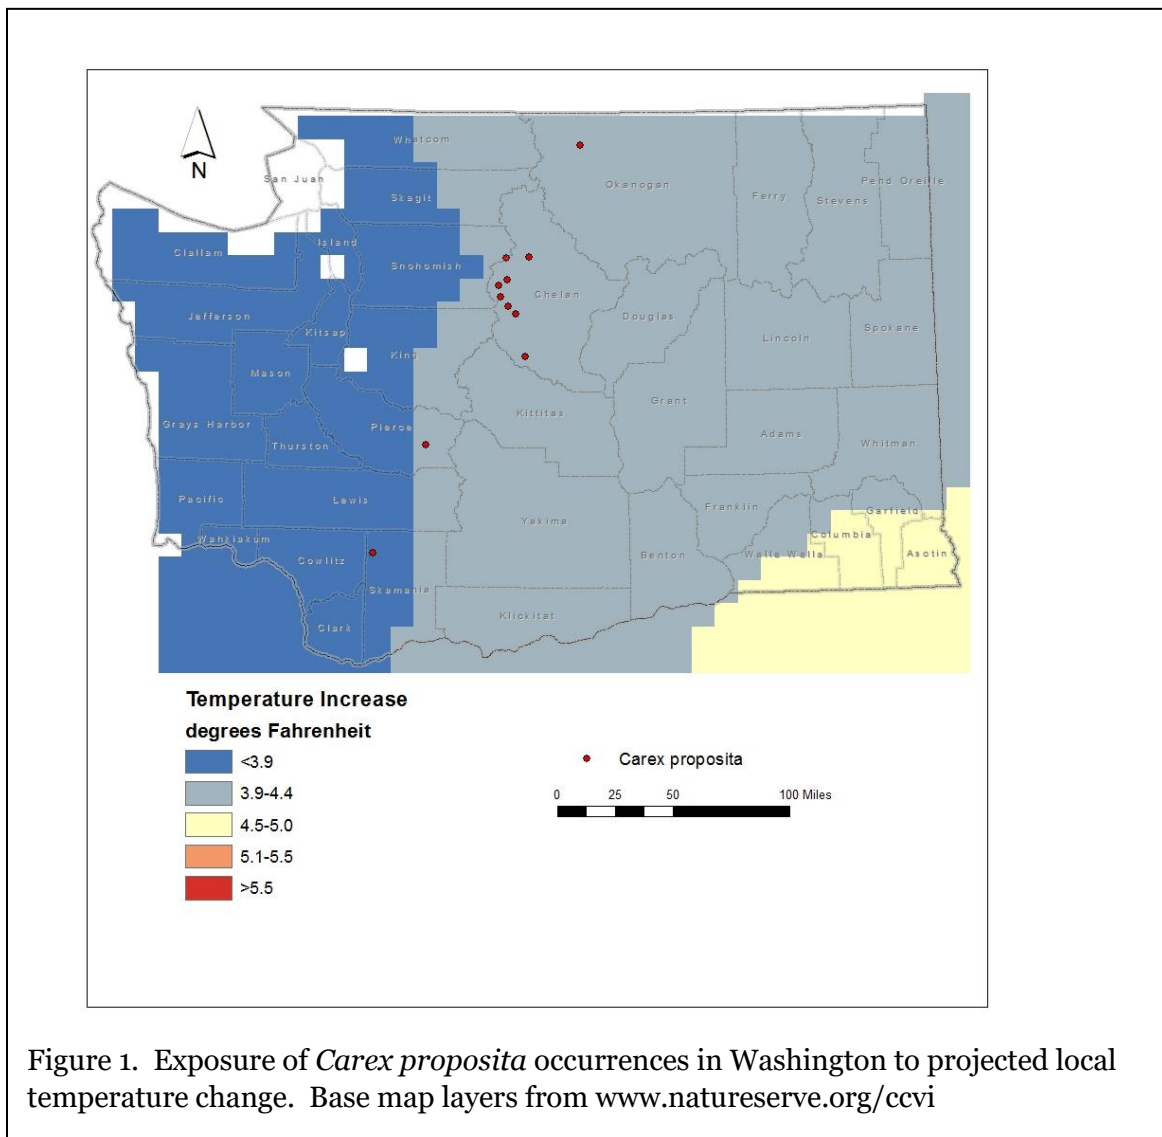 N
San Juan
Whatcom
Skagit
Okanogan
Ferry
Stevens
Pend Oreille
Clallam
Island
Snohomish
Chelan
Jefferson
Kitsap
King
Douglas
Lincoln
Spokane
Mason
Grays Harbor
Thurston
Pierce
Kittitas
Grant
Adams
Whitman
Pacific
Lewis
Yakima
Franklin
Garfield
Wahkiakum
Cowlitz
Skamania
Benton
Walla Walla
Columbia
Asotin
Clark
Klickitat
Temperature Increase
degrees Fahrenheit
<3.9
3.9-4.4
4.5-5.0
5.1-5.5
>5.5
Carex proposita
0 25 50 100 Miles
Figure 1. Exposure of Carex proposita occurrences in Washington to projected local
temperature change. Base map layers from www.natureserve.org/ccvi